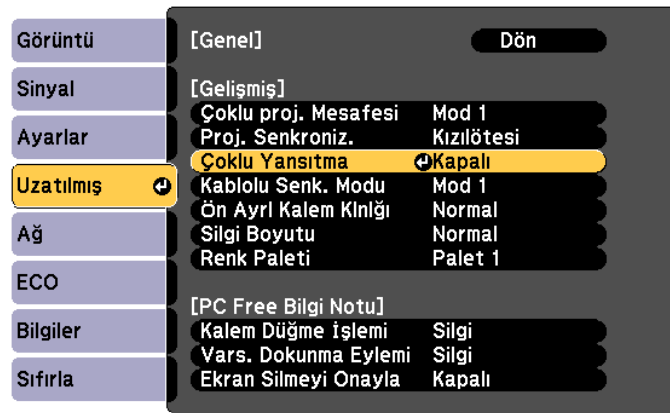 Görüntü
Sinyal
Ayarlar
Uzatılmış
Ağ
ECO
Bilgiler
Sıfırla
[Genel] Dön
[Gelişmiş]
Çoklu proj. Mesafesi Mod 1
Proj. Senkroniz. Kızılötesi
Çoklu Yansıtma Kapalı
Kablolu Senk. Modu Mod 1
Ön Ayrl Kalem Klnlğı Normal
Silgi Boyutu Normal
Renk Paleti Palet 1
[PC Free Bilgi Notu]
Kalem Düğme İşlemi Silgi
Vars. Dokunma Eylemi Silgi
Ekran Silmeyi Onayla Kapalı